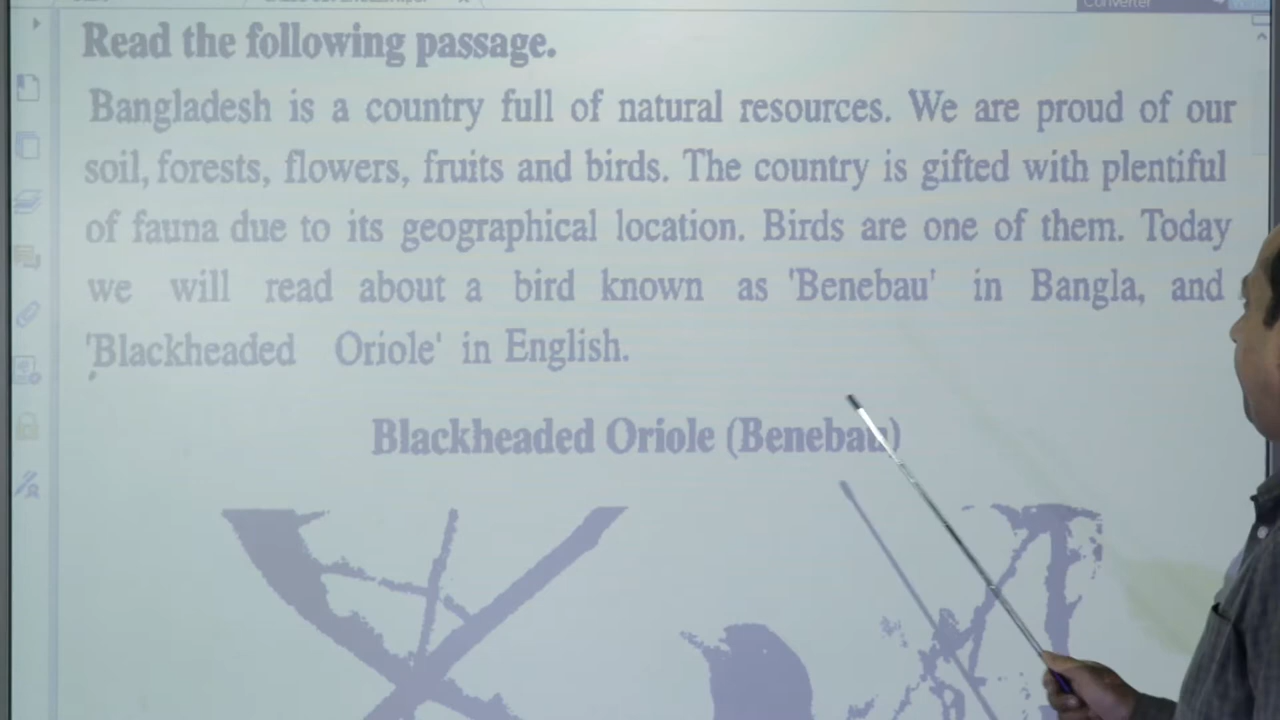 Converter
Read the following passage.
Bangladesh is a country full of natural resources. We are proud of our
soil, forests, flowers, fruits and birds. The country is gifted with plentiful
of fauna due to its geographical location. Birds are one of them. Today
we will read about a bird known as 'Benebau' in Bangla, and
'Blackheaded Oriole' in English.
Blackheaded Oriole (Benebau)